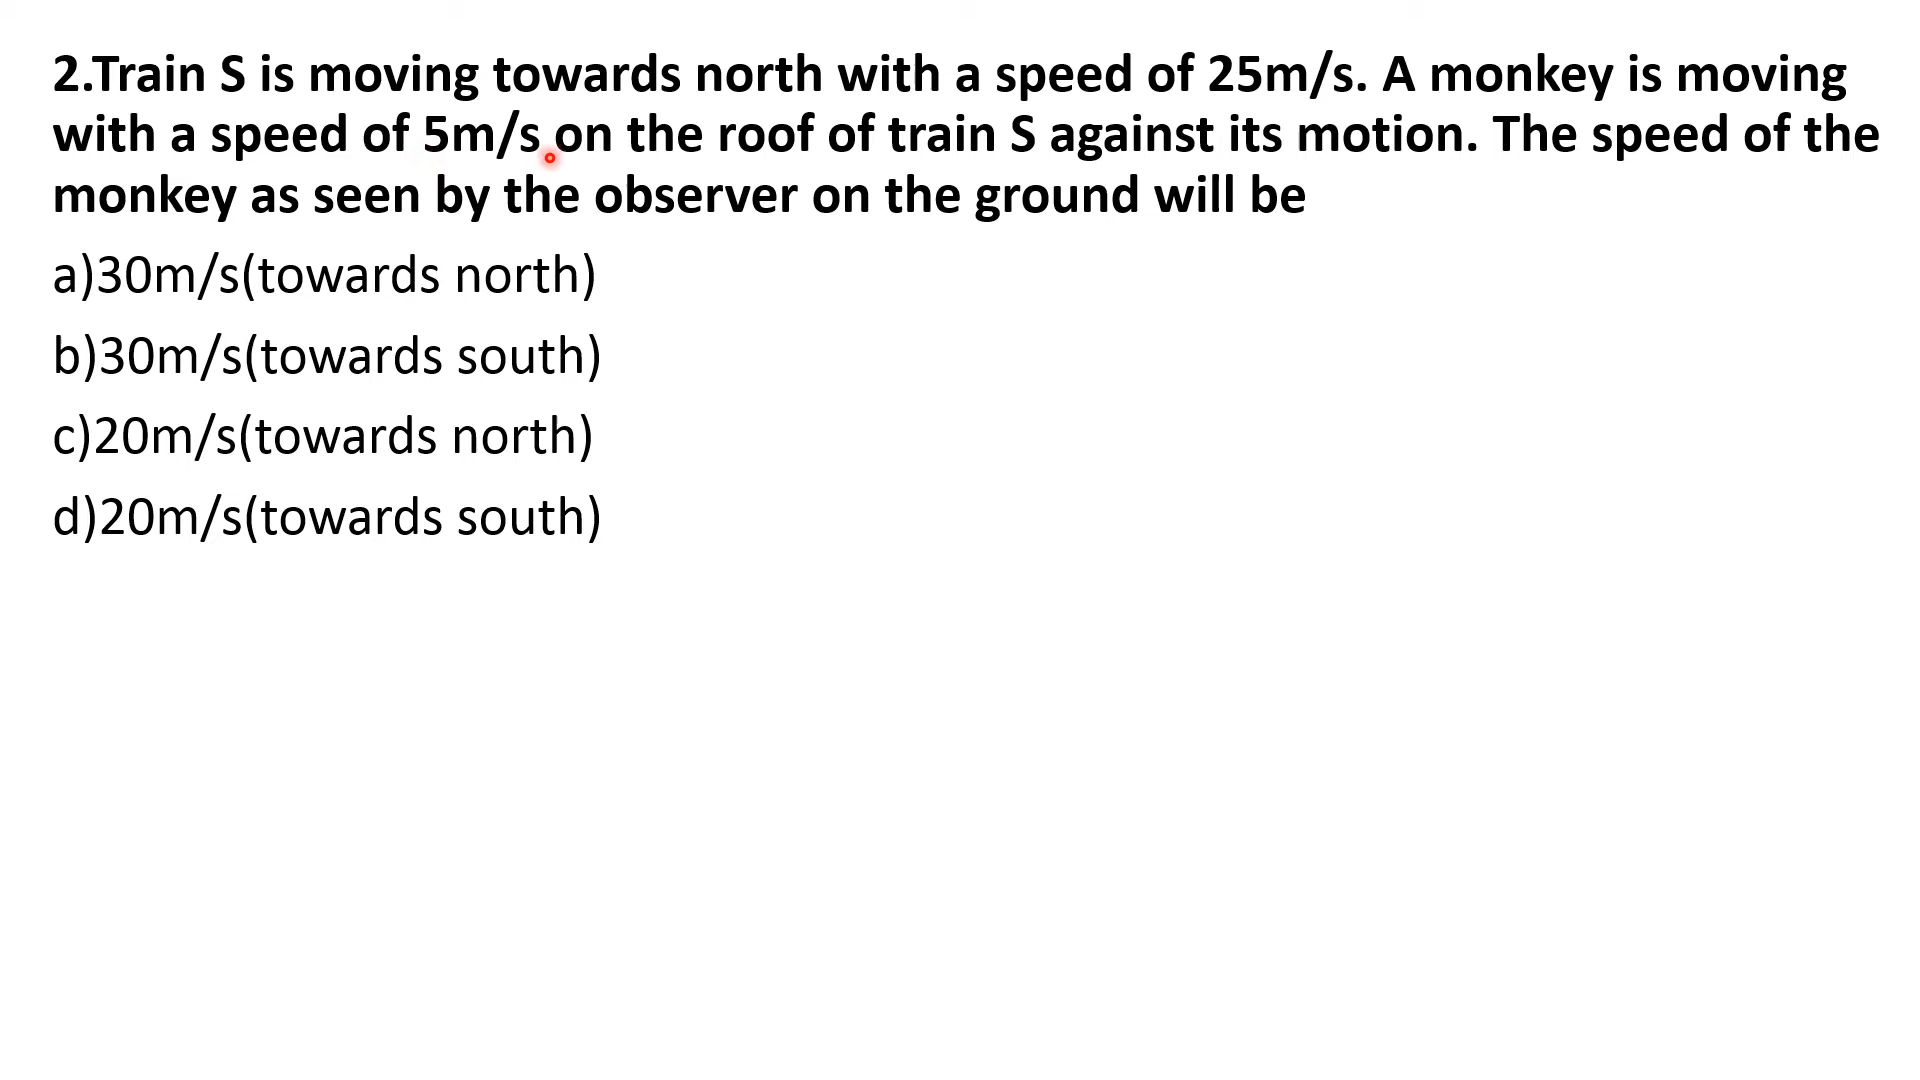 2.Train S is moving towards north with a speed of 25m/s. A monkey is moving
with a speed of 5m/s on the roof of train S against its motion. The speed of the
monkey as seen by the observer on the ground will be
a)30m/s(towards north)
b)30m/s(towards south)
c)20m/s(towards north)
d)20m/s(towards south)